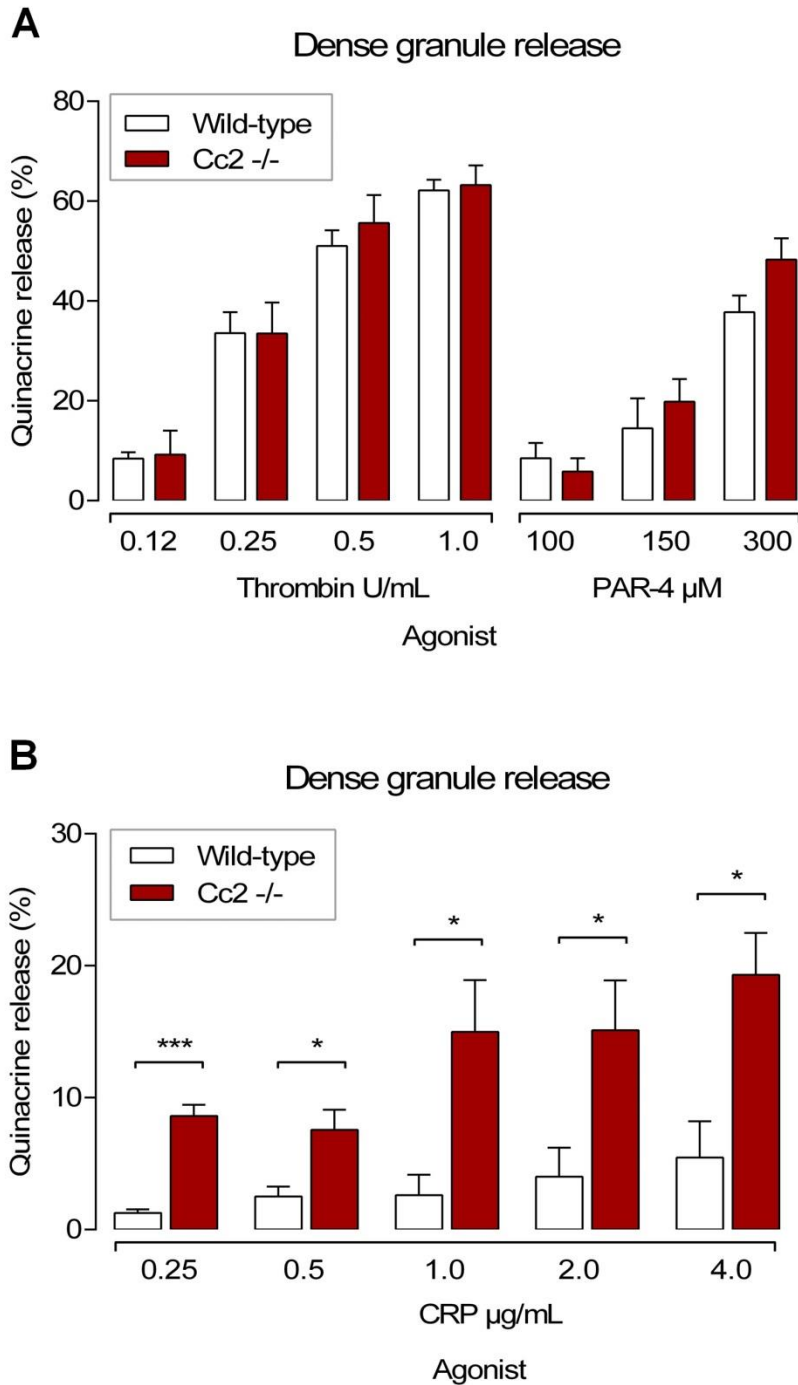 A
Dense granule release
Wild-type
Cc2 -/-
Quinacrine release (%)
80
60
40
20
0
0.12 0.25 0.5 1.0 100 150 300
Thrombin U/mL PAR-4 µM
Agonist
B
Dense granule release
Wild-type
Cc2 -/-
Quinacrine release (%)
30
20
10
0
*** * * * *
0.25 0.5 1.0 2.0 4.0
CRP µg/mL
Agonist